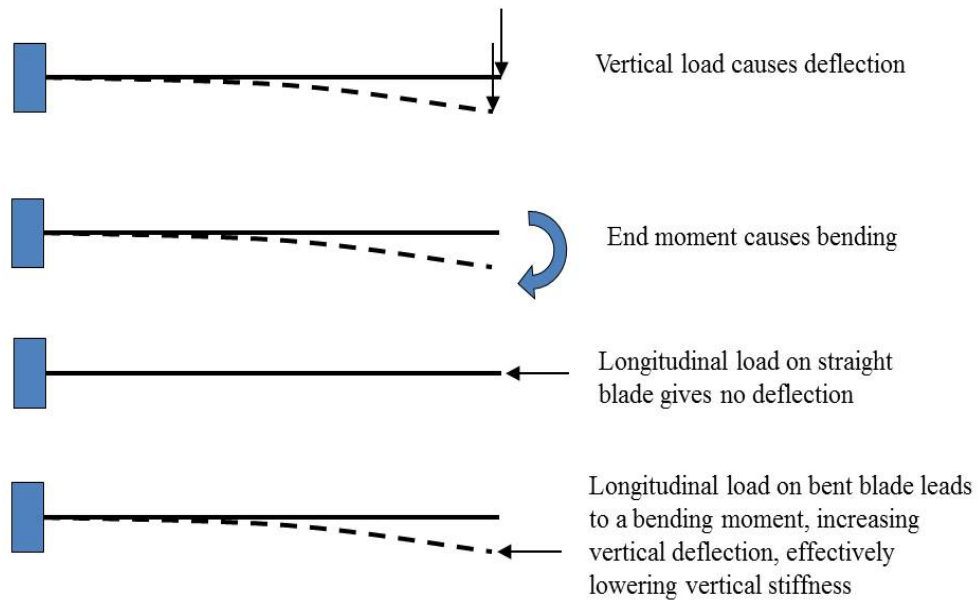 Vertical load causes deflection
End moment causes bending
Longitudinal load on straight
blade gives no deflection
Longitudinal load on bent blade leads
to a bending moment, increasing
vertical deflection, effectively
lowering vertical stiffness